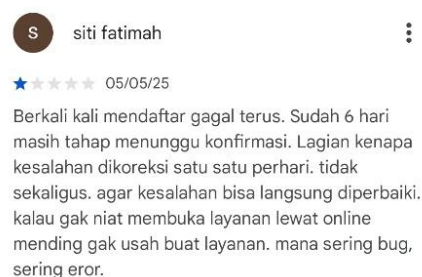 S siti fatimah
05/05/25
Berkali kali mendaftar gagal terus. Sudah 6 hari
masih tahap menunggu konfirmasi. Lagian kenapa
kesalahan dikoreksi satu satu perhari. tidak
sekaligus. agar kesalahan bisa langsung diperbaiki.
kalau gak niat membuka layanan lewat online
mending gak usah buat layanan. mana sering bug,
sering eror.